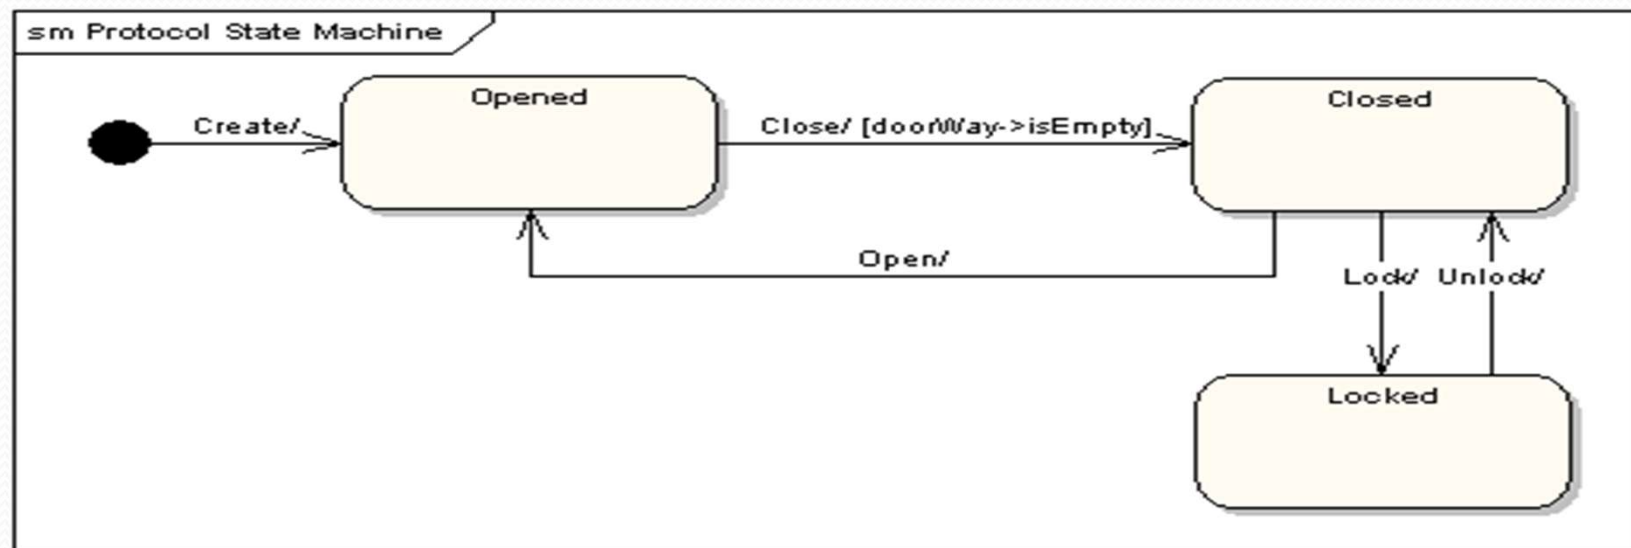 sm Protocol State Machine
Opened
Closed
Create/
Close/ [doorWay->isEmpty]
Open/
Lock/
Unlock/
Locked